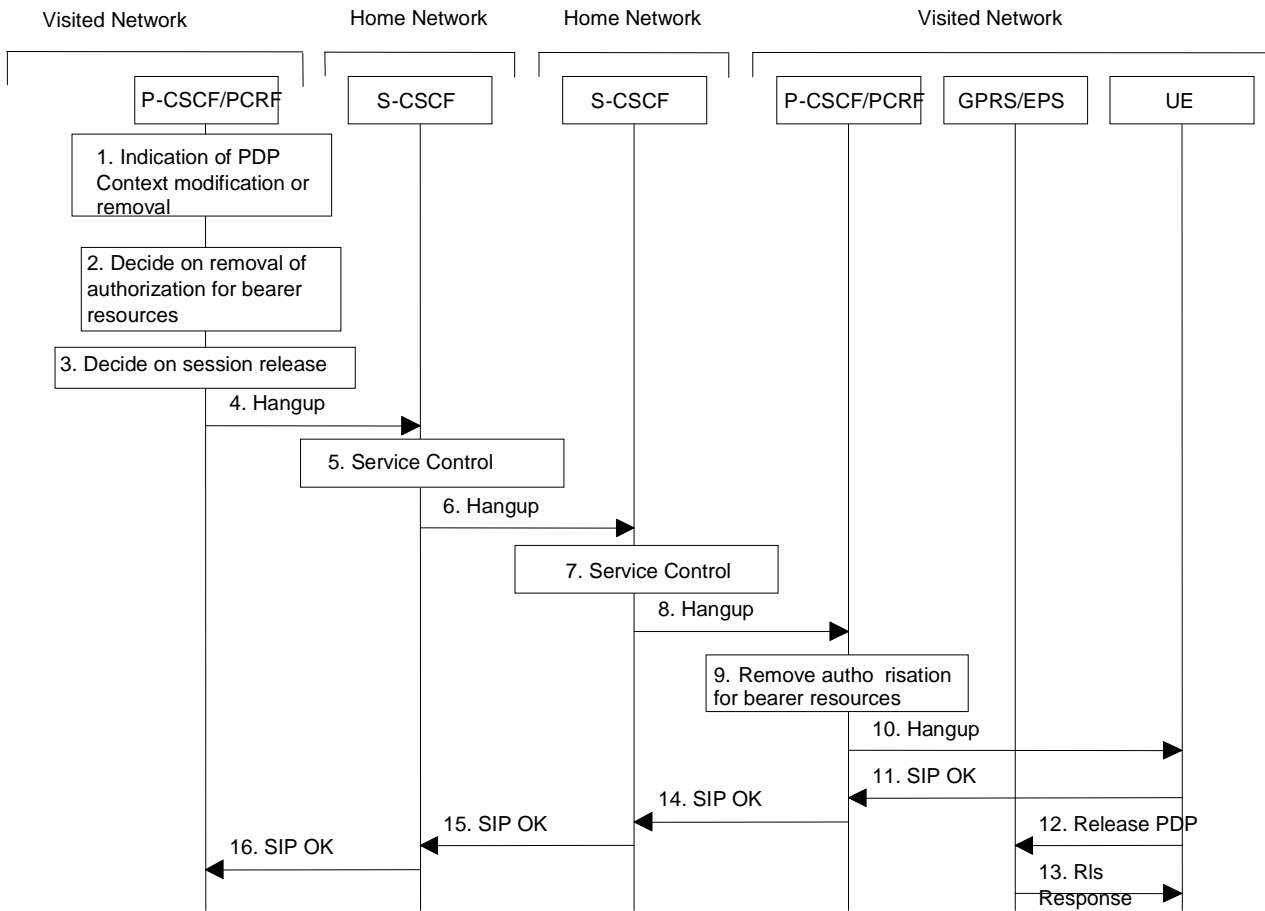 Visited Network
Home Network
Home Network
Visited Network
P-CSCF/PCRF
S-CSCF
S-CSCF
P-CSCF/PCRF
GPRS/EPS
UE
1. Indication of PDP
Context modification or
removal
2. Decide on removal of
authorization for bearer
resources
3. Decide on session release
4. Hangup
5. Service Control
6. Hangup
7. Service Control
8. Hangup
9. Remove autho risation
for bearer resources
10. Hangup
11. SIP OK
14. SIP OK
12. Release PDP
15. SIP OK
16. SIP OK
13. Rls
Response